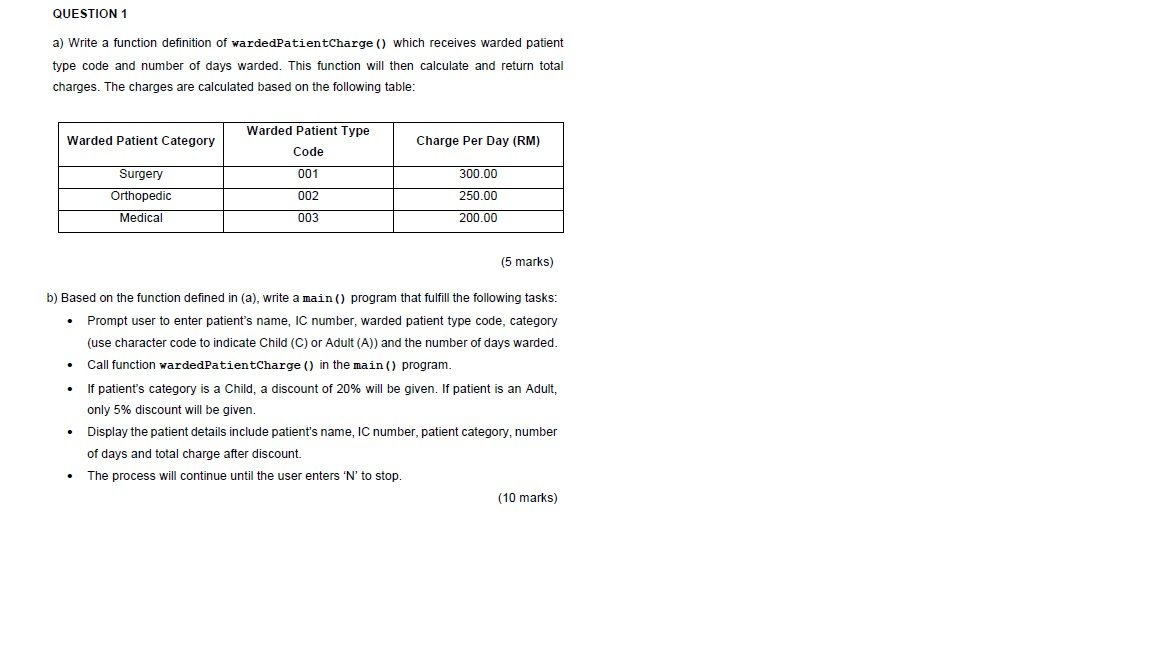 QUESTION 1
a) Write a function definition of wardedPatientCharge() which receives warded patient
type code and number of days warded. This function will then calculate and return total
charges. The charges are calculated based on the following table:
Warded Patient Category Warded Patient Type Code Charge Per Day (RM)
Surgery 001 300.00
Orthopedic 002 250.00
Medical 003 200.00
(5 marks)
b) Based on the function defined in (a), write a main() program that fulfill the following tasks:
• Prompt user to enter patient's name, IC number, warded patient type code, category
(use character code to indicate Child (C) or Adult (A)) and the number of days warded.
• Call function wardedPatientCharge() in the main() program.
• If patient's category is a Child, a discount of 20% will be given. If patient is an Adult,
only 5% discount will be given.
• Display the patient details include patient's name, IC number, patient category, number
of days and total charge after discount.
• The process will continue until the user enters 'N' to stop.
(10 marks)